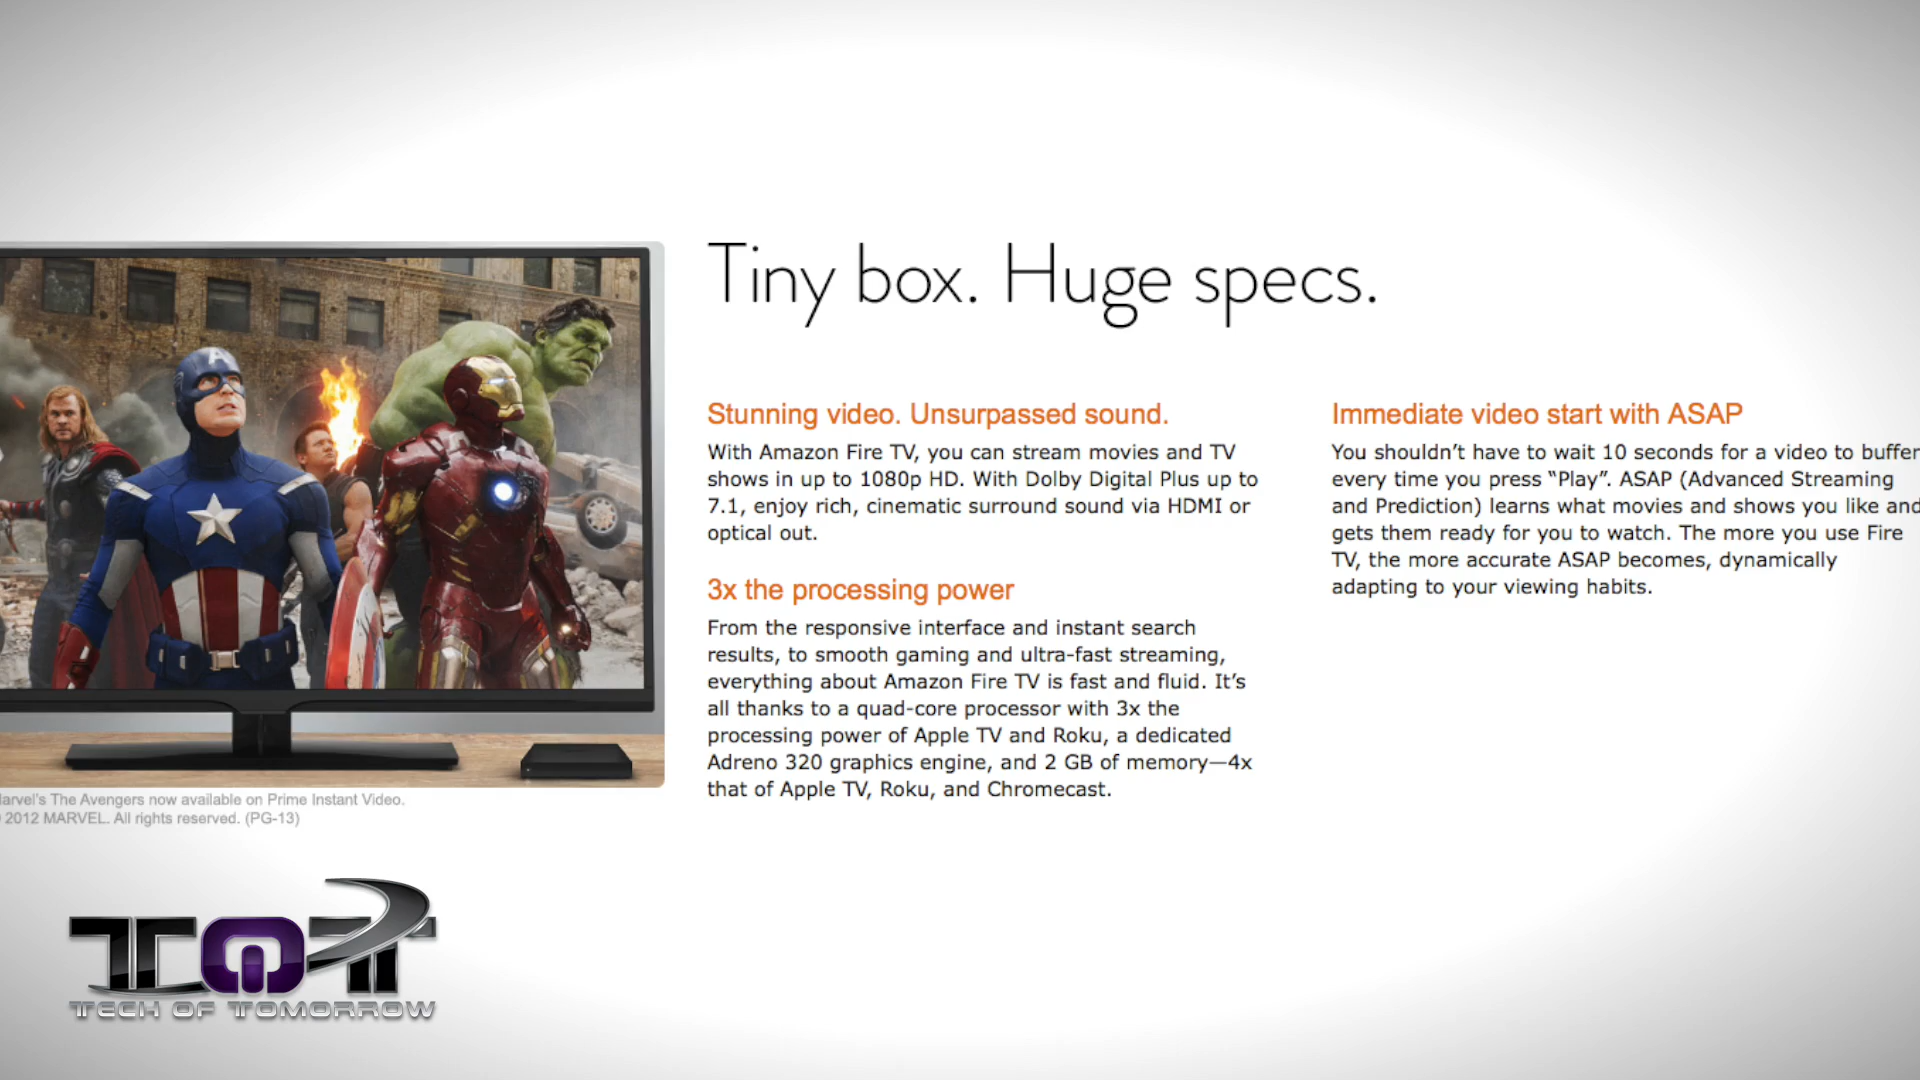 Tiny box. Huge specs.
Stunning video. Unsurpassed sound.
With Amazon Fire TV, you can stream movies and TV
shows in up to 1080p HD. With Dolby Digital Plus up to
7.1, enjoy rich, cinematic surround sound via HDMI or
optical out.
3x the processing power
From the responsive interface and instant search
results, to smooth gaming and ultra-fast streaming,
everything about Amazon Fire TV is fast and fluid. It’s
all thanks to a quad-core processor with 3x the
processing power of Apple TV and Roku, a dedicated
Adreno 320 graphics engine, and 2 GB of memory—4x
that of Apple TV, Roku, and Chromecast.
Immediate video start with ASAP
You shouldn’t have to wait 10 seconds for a video to buffer
every time you press “Play”. ASAP (Advanced Streaming
and Prediction) learns what movies and shows you like and
gets them ready for you to watch. The more you use Fire
TV, the more accurate ASAP becomes, dynamically
adapting to your viewing habits.
arvel's The Avengers now available on Prime Instant Video.
2012 MARVEL. All rights reserved. (PG-13)
TOT
TECH OF TOMORROW